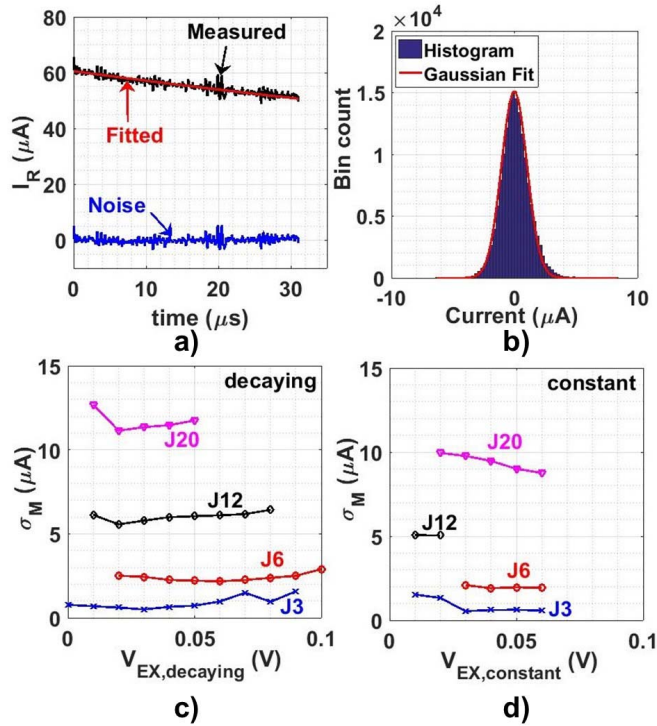 80
60
40
20
0
-10
I_R (μA)
Measured
Fitted
Noise
0
10
20
30
time (μs)
a)
×10^4
2
1.5
1
0.5
0
Bin count
Histogram
Gaussian Fit
-10
0
10
Current (μA)
b)
15
10
5
0
σ_M (μA)
decaying
J20
J12
J6
J3
0
0.05
0.1
V_EX,decaying (V)
c)
15
10
5
0
σ_M (μA)
constant
J20
J12
J6
J3
0
0.05
0.1
V_EX,constant (V)
d)